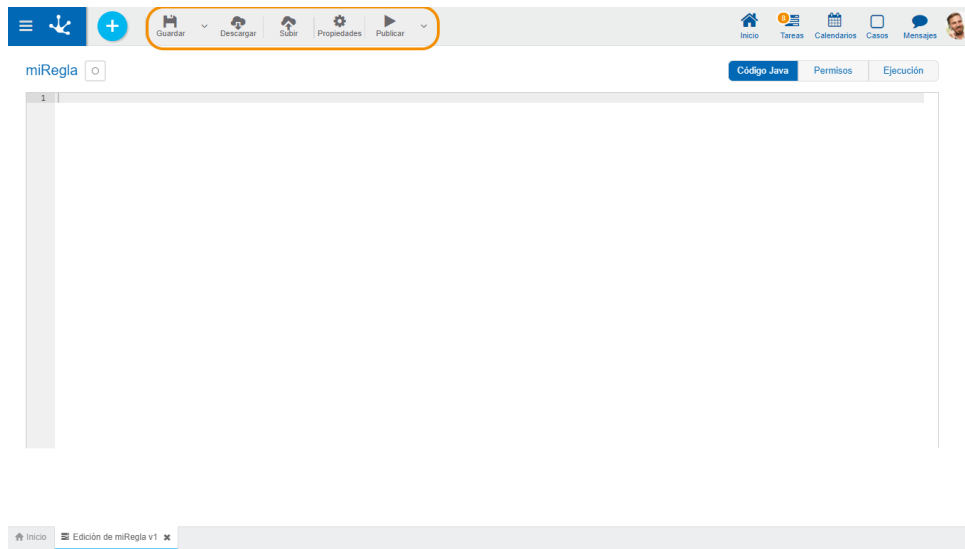 Guardar Descargar Subir Propiedades Publicar Inicio 8 Tareas Calendarios Casos Mensajes
miRegla Código Java Permisos Ejecución
1
Inicio Edición de miRegla v1